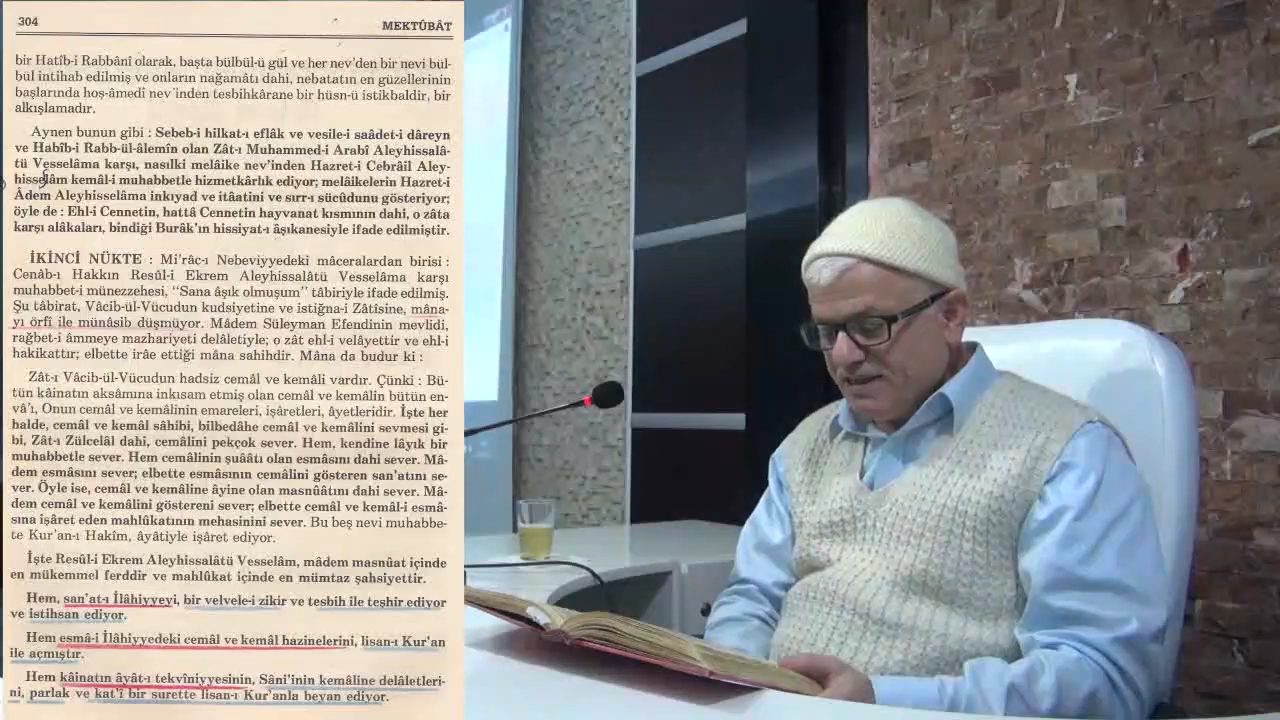 304
MEKTÛBÂT
bir Hatîb-i Rabbânî olarak, başta bülbül-ü gül ve her nev'den bir nevi bül-
bül intihab edilmiş ve onların nağamâtı dahi, nebatatın en güzellerinin
başlarında hoş-âmedî nev'inden tesbihkârane bir hüsn-ü istikbaldir, bir
alkışlamadır.
Aynen bunun gibi : Sebeb-i hilkat-ı eflâk ve vesile-i saâdet-i dâreyn
ve Habîb-i Rabb-ül-âlemîn olan Zât-ı Muhammed-i Arabî Aleyhissalâ-
tü Vesselâma karşı, nasılki melâike nev'inden Hazret-i Cebrâil Aley-
hisselâm kemâl-i muhabbetle hizmetkârlık ediyor; melâikelerin Hazret-i
Âdem Aleyhisselâma inkıyad ve itâatini ve sırr-ı sücûdunu gösteriyor;
öyle de : Ehl-i Cennetin, hattâ Cennetin hayvanat kısmının dahi, o zâta
karşı alâkaları, bindiği Burâk'ın hissiyat-ı âşıkanesiyle ifade edilmiştir.
İKİNCİ NÜKTE : Mi'râc-ı Nebeviyyedeki mâceralardan birisi :
Cenâb-ı Hakkın Resûl-i Ekrem Aleyhissalâtü Vesselâma karşı
muhabbet-i münezzehesi, "Sana âşık olmuşum" tâbiriyle ifade edilmiş.
Şu tâbirat, Vâcib-ül-Vücudun kudsiyetine ve istiğna-i Zâtîsine, mâna-
yı örfî ile münâsib düşmüyor. Mâdem Süleyman Efendinin mevlidi,
rağbet-i âmmeye mazhariyeti delâletiyle; o zât ehl-i velâyettir ve ehl-i
hakikattır; elbette irâe ettiği mâna sahihdir. Mâna da budur ki :
Zât-ı Vâcib-ül-Vücudun hadsiz cemâl ve kemâli vardır. Çünki : Bü-
tün kâinatın aksâmına inkısam etmiş olan cemâl ve kemalin bütün en-
vâ'ı, Onun cemâl ve kemâlinin emareleri, işâretleri, âyetleridir. İşte her
halde, cemâl ve kemâl sâhibi, bilbedâhe cemâl ve kemâlini sevmesi gi-
bi, Zât-ı Zülcelâl dahi, cemâlini pekçok sever. Hem, kendine lâyık bir
muhabbetle sever. Hem cemâlinin şuââtı olan esmâsını dahi sever. Mâ-
dem esmâsını sever; elbette esmâsının cemâlini gösteren san'atını se-
ver. Öyle ise, cemâl ve kemâline âyine olan masnûâtını dahi sever. Mâ-
dem cemâl ve kemâlini göstereni sever; elbette cemâl ve kemâl-i esmâ-
sına işâret eden mahlûkatının mehasinini sever. Bu beş nevi muhabbe-
te Kur'an-ı Hakîm, âyâtiyle işâret ediyor.
İşte Resûl-i Ekrem Aleyhissalâtü Vesselâm, mâdem masnûat içinde
en mükemmel ferddir ve mahlûkat içinde en mümtaz şahsiyettir.
Hem, san'at-ı İlâhiyyeyi, bir velvele-i zikir ve tesbih ile teşhir ediyor
ve istihsan ediyor.
Hem esmâ-i İlâhiyyedeki cemâl ve kemâl hazinelerini, lisan-ı Kur'an
ile açmıştır.
Hem kâinatın âyât-ı tekvîniyyesinin, Sâni'inin kemâline delâletleri-
ni, parlak ve kat'î bir surette lisan-ı Kur'anla beyan ediyor.